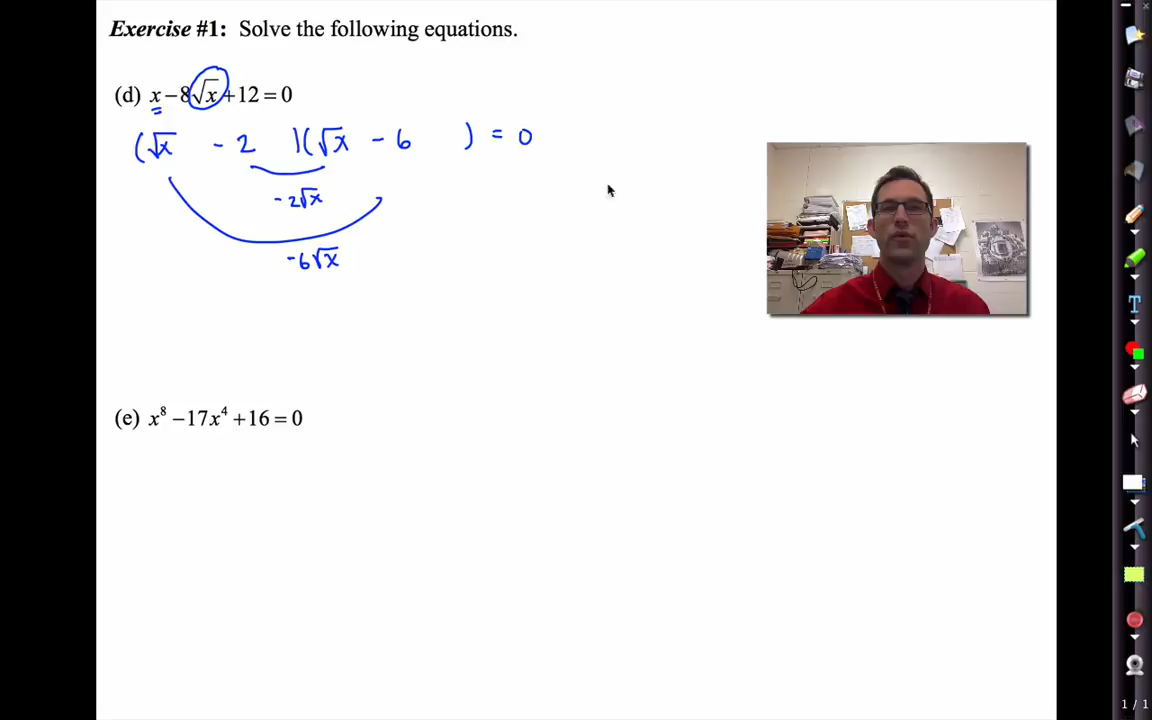 Exercise #1: Solve the following equations.
(d) x − 8√x + 12 = 0
(√x - 2 )(√x - 6 ) = 0
-2√x
-6√x
(e) x⁸ − 17x⁴ + 16 = 0
T
1 / 1